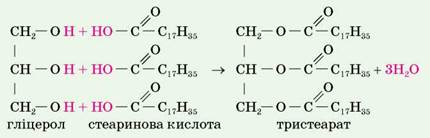 O O
CH₂—O H + HO—C—C₁₇H₃₅ CH₂—O—C—C₁₇H₃₅
| O | O
CH—O H + HO—C—C₁₇H₃₅ → CH—O—C—C₁₇H₃₅ + 3H₂O
| O | O
CH₂—O H + HO—C—C₁₇H₃₅ CH₂—O—C—C₁₇H₃₅
гліцерол стеаринова кислота тристеарат